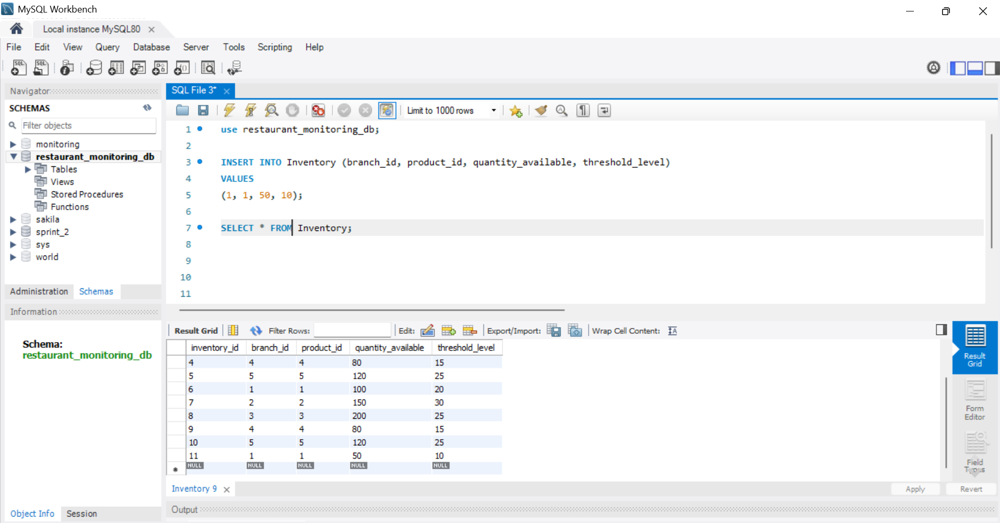 MySQL Workbench
Local instance MySQL80
File Edit View Query Database Server Tools Scripting Help
Navigator
SCHEMAS
Filter objects
monitoring
restaurant_monitoring_db
Tables
Views
Stored Procedures
Functions
sakila
sprint_2
sys
world
Administration Schemas
Information
Schema:
restaurant_monitoring_db
Object Info Session
SQL File 3*
Limit to 1000 rows
1 use restaurant_monitoring_db;
2
3 INSERT INTO Inventory (branch_id, product_id, quantity_available, threshold_level)
4 VALUES
5 (1, 1, 50, 10);
6
7 SELECT * FROM Inventory;
8
9
10
11
Result Grid Filter Rows: Edit: Export/Import: Wrap Cell Content:
inventory_id branch_id product_id quantity_available threshold_level
4 4 4 80 15
5 5 5 120 25
6 1 1 100 20
7 2 2 150 30
8 3 3 200 25
9 4 4 80 15
10 5 5 120 25
11 1 1 50 10
NULL NULL NULL NULL NULL
Result
Grid
Form
Editor
Field
Types
Inventory 9
Apply Revert
Output